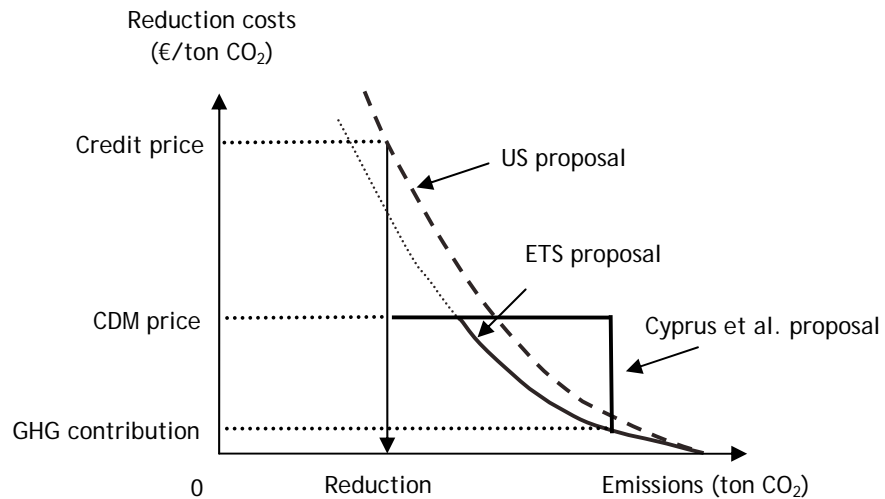 Reduction costs
(€/ton CO₂)
Credit price
US proposal
ETS proposal
CDM price
Cyprus et al. proposal
GHG contribution
0
Reduction
Emissions (ton CO₂)